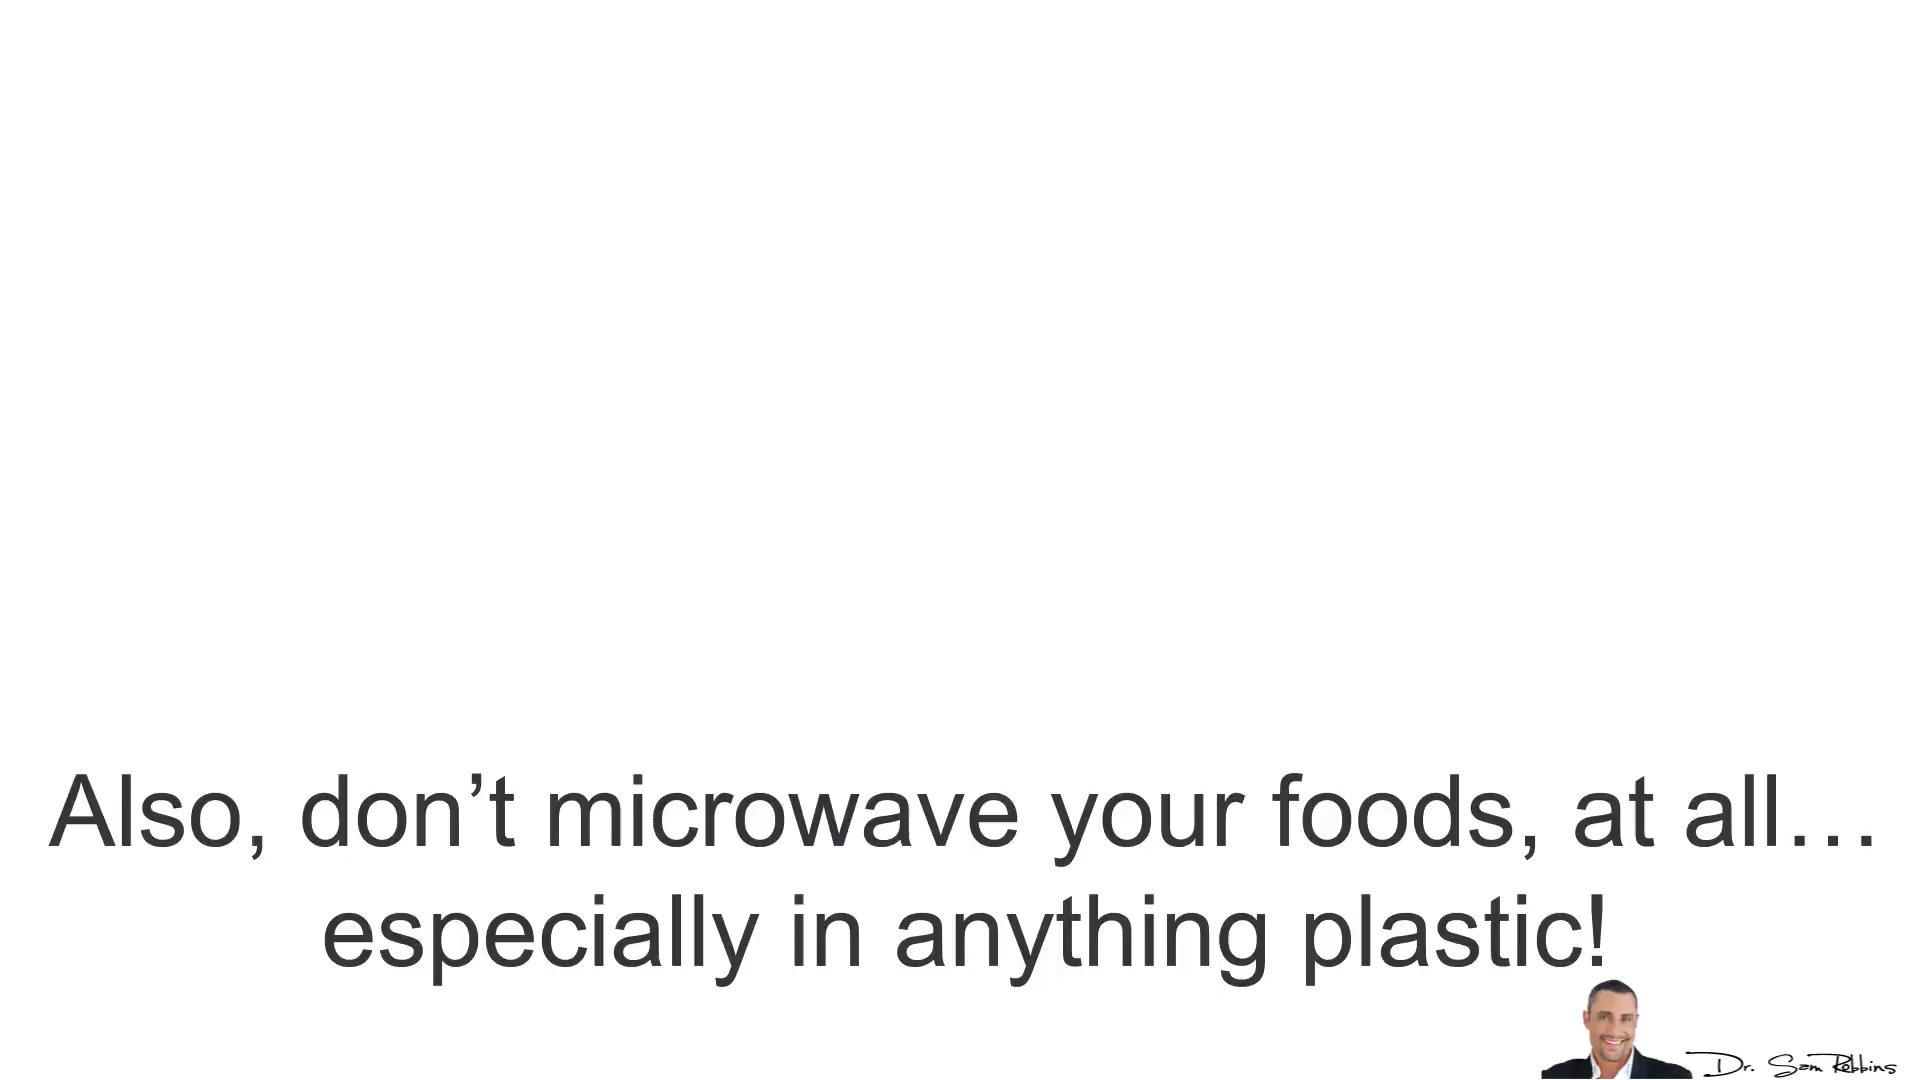 Also, don’t microwave your foods, at all…
especially in anything plastic!
Dr. Sam Robbins